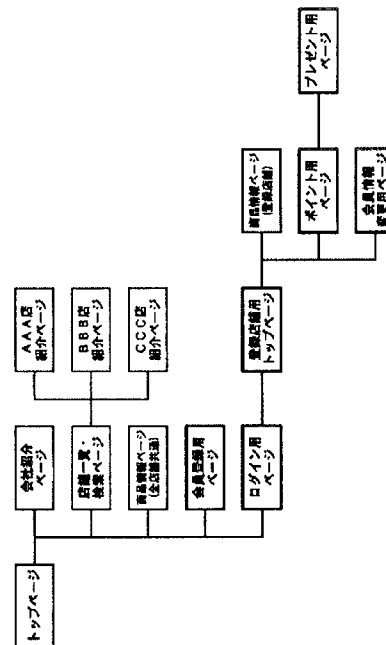 トップページ
会社紹介
ページ
店舗一覧・
検索ページ
商品情報ページ
(全店舗共通)
会員登録用
ページ
ログイン用
ページ
AAA店
紹介ページ
BBB店
紹介ページ
CCC店
紹介ページ
登録店舗用
トップページ
商品情報ページ
(登録店舗)
ポイント用
ページ
会員情報
変更用ページ
プレゼント用
ページ